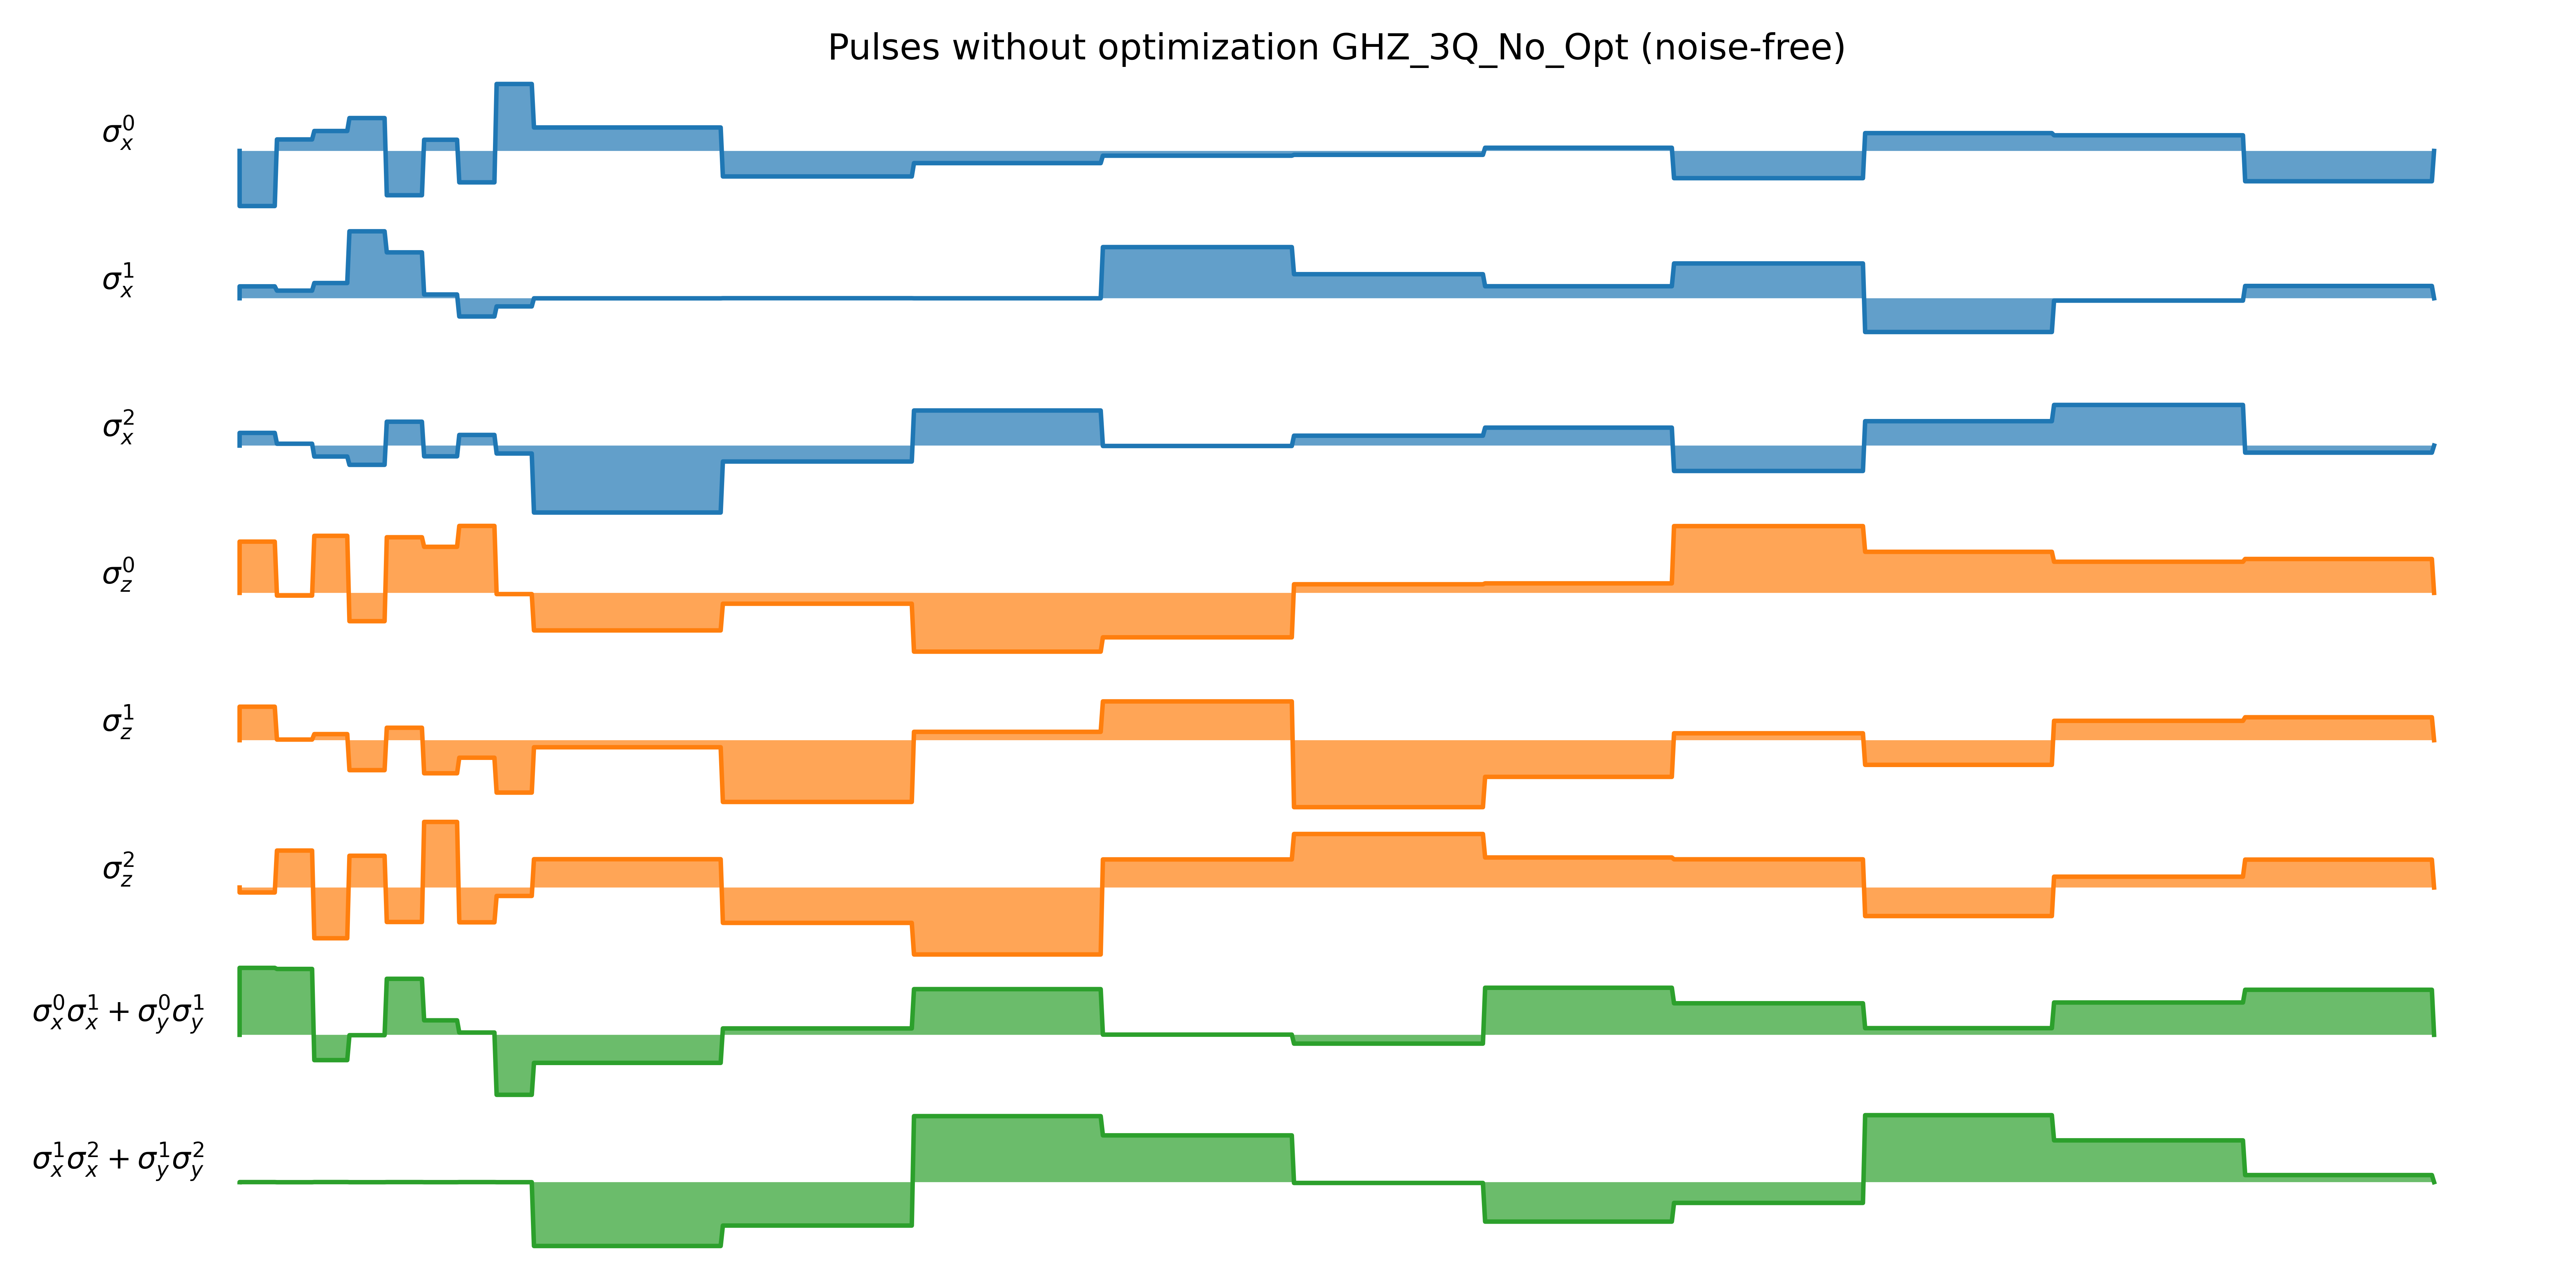 Pulses without optimization GHZ_3Q_No_Opt (noise-free)
σ_x^0
σ_x^1
σ_x^2
σ_z^0
σ_z^1
σ_z^2
σ_x^0σ_x^1 + σ_y^0σ_y^1
σ_x^1σ_x^2 + σ_y^1σ_y^2